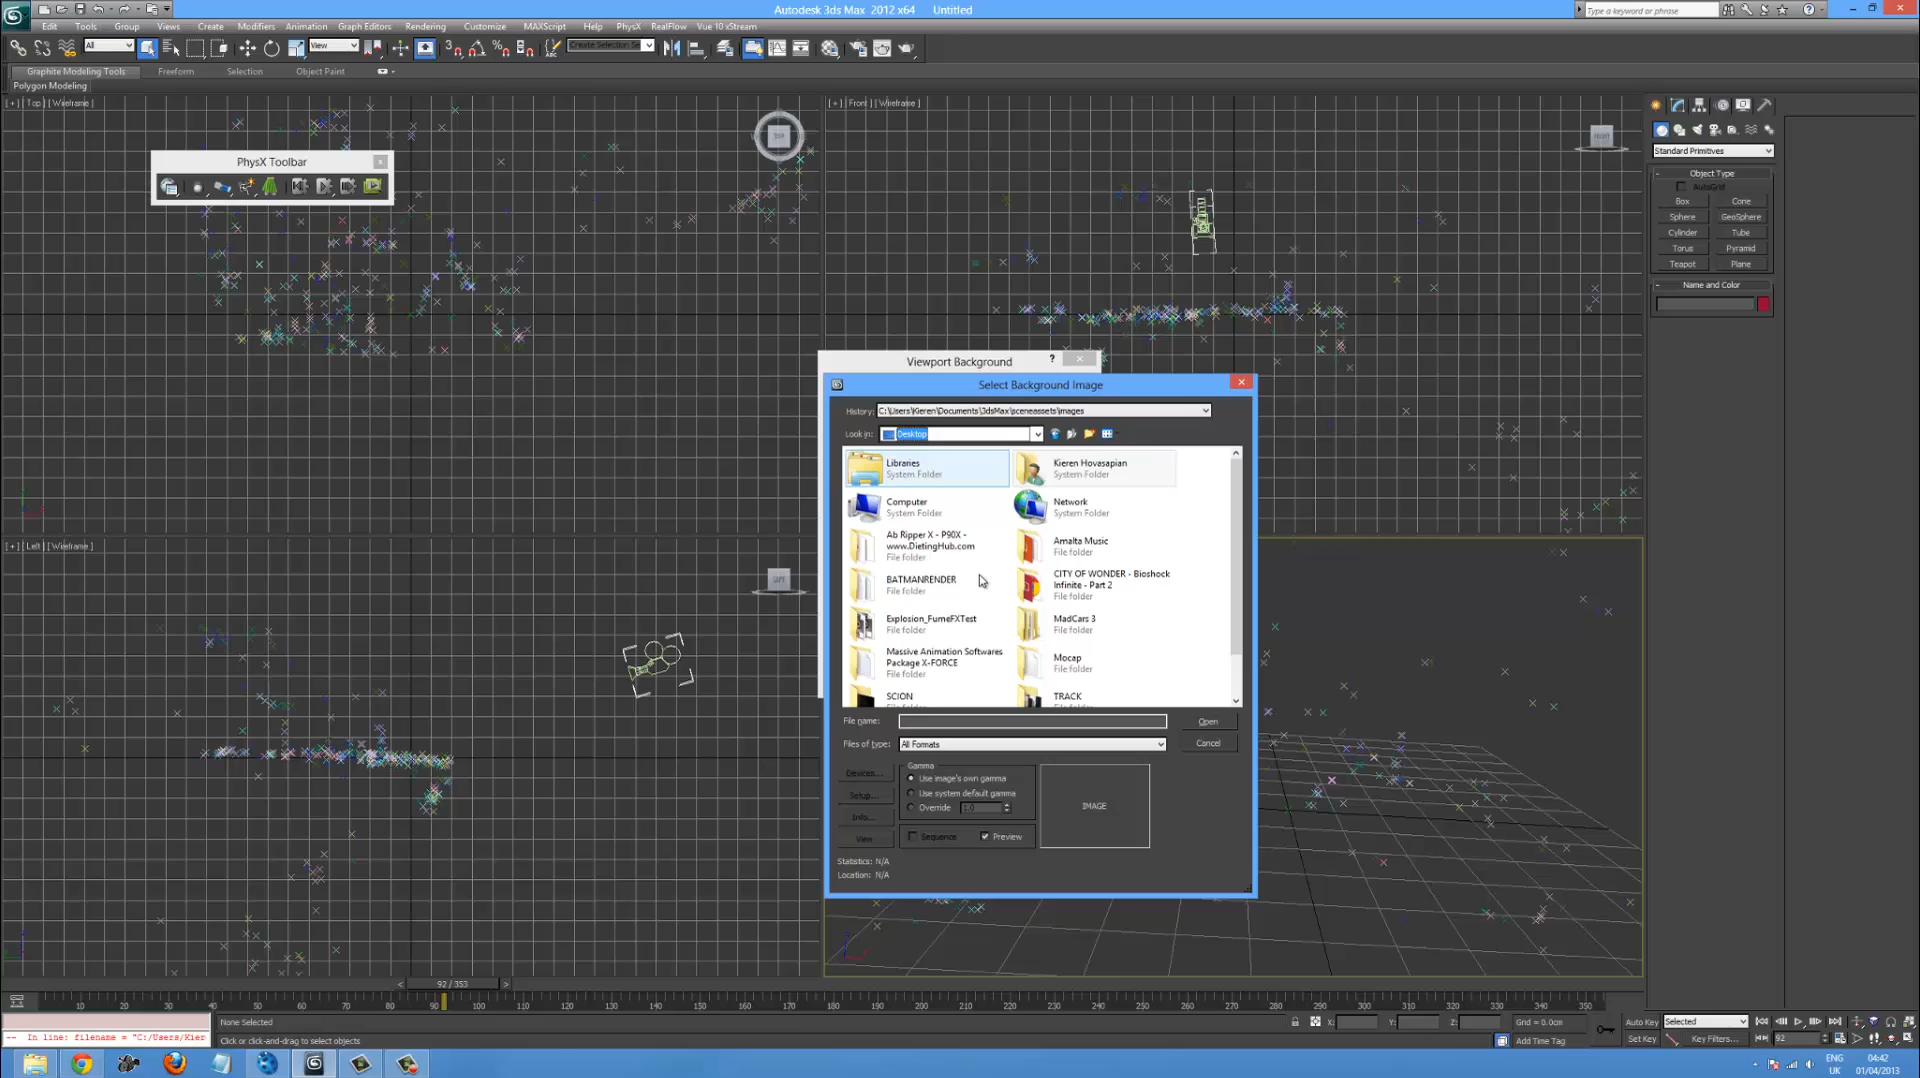 Autodesk 3ds Max 2012 x64 Untitled
Type a keyword or phrase
Edit Tools Group Views Create Modifiers Animation Graph Editors Rendering Customize MAXScript Help PhysX RealFlow Vue 10 xStream
All View Create Selection Se
Graphite Modeling Tools Freeform Selection Object Paint
Polygon Modeling
[ + ] Top [ Wireframe ]
[ + ] Front [ Wireframe ]
TOP
FRONT
PhysX Toolbar
Standard Primitives
Object Type
AutoGrid
Box Cone
Sphere GeoSphere
Cylinder Tube
Torus Pyramid
Teapot Plane
Name and Color
Viewport Background ?
Select Background Image
History: C:\Users\Kieren\Documents\3dsMax\sceneassets\images
Look in: Desktop
Libraries
System Folder
Kieren Hovasapian
System Folder
Computer
System Folder
Network
System Folder
Ab Ripper X - P90X -
www.DietingHub.com
File folder
Amalta Music
File folder
BATMANRENDER
File folder
CITY OF WONDER - Bioshock
Infinite - Part 2
File folder
Explosion_FumeFXTest
File folder
MadCars 3
File folder
Massive Animation Softwares
Package X-FORCE
File folder
Mocap
File folder
SCION
TRACK
File name: Open
Files of type: All Formats Cancel
Devices...
Setup...
Info...
View
Gamma
Use image's own gamma
Use system default gamma
Override 1.0
Sequence Preview
IMAGE
Statistics: N/A
Location: N/A
[ + ] Left [ Wireframe ]
LEFT
92 / 353
10 20 30 40 50 60 70 80 90 100 110 120 130 140 150 160 170 180 190 200 210 220 230 240 250 260 270 280 290 300 310 320 330 340 350
None Selected
X: Y: Z: Grid = 0.0cm
Auto Key Selected
In line: filename = "C:/Users/Kier
Click or click-and-drag to select objects
Add Time Tag
Set Key Key Filters... 92
ENG
UK
04:42
01/04/2013